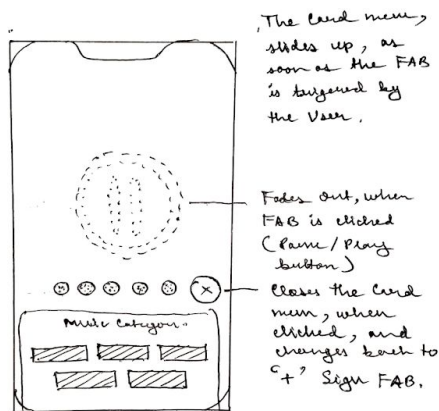 The Card menu,
slides up, as
soon as the FAB
is trigered by
the User.
Fades out, when
FAB is clicked
(Pause/Play
button)
Closes the Card
menu, when
clicked, and
changes back to
"+" Sign FAB.
Music Category